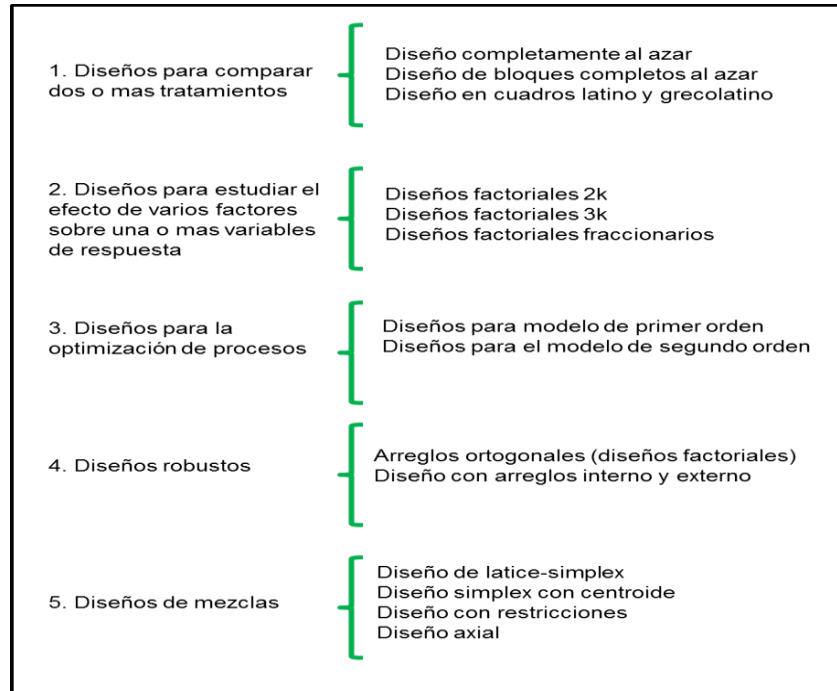 1. Diseños para comparar
dos o mas tratamientos
Diseño completamente al azar
Diseño de bloques completos al azar
Diseño en cuadros latino y grecolatino
2. Diseños para estudiar el
efecto de varios factores
sobre una o mas variables
de respuesta
Diseños factoriales 2k
Diseños factoriales 3k
Diseños factoriales fraccionarios
3. Diseños para la
optimización de procesos
Diseños para modelo de primer orden
Diseños para el modelo de segundo orden
4. Diseños robustos
Arreglos ortogonales (diseños factoriales)
Diseño con arreglos interno y externo
5. Diseños de mezclas
Diseño de latice-simplex
Diseño simplex con centroide
Diseño con restricciones
Diseño axial